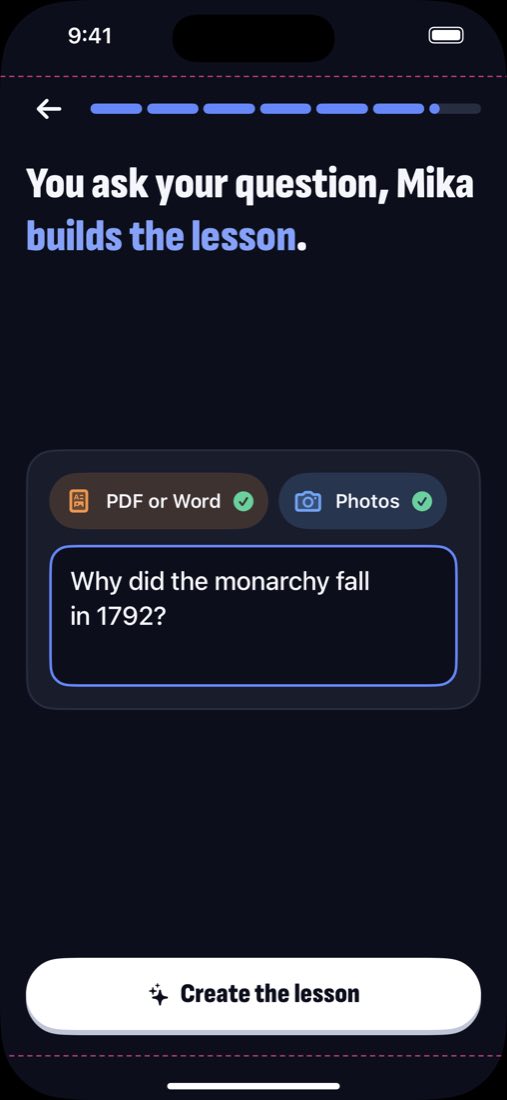 9:41
You ask your question, Mika
builds the lesson.
PDF or Word
Photos
Why did the monarchy fall
in 1792?
Create the lesson